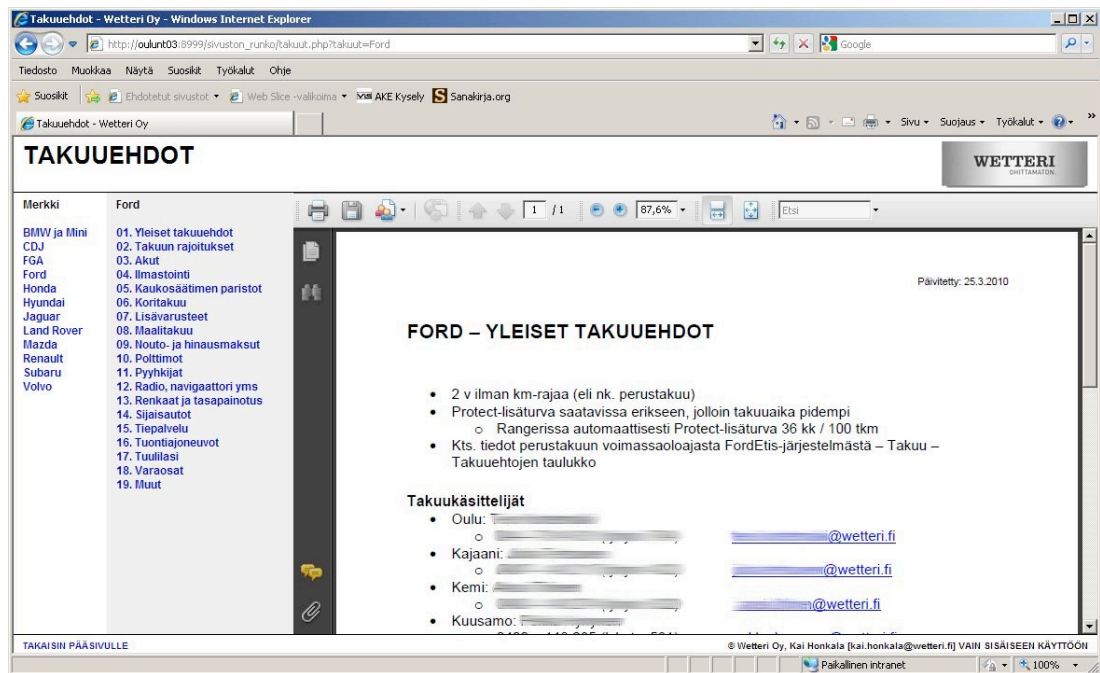 Takuuehdot - Wetteri Oy - Windows Internet Explorer
http://oulunt03:8999/sivuston_runko/takuut.php?takuut=Ford
Google
Tiedosto Muokkaa Näytä Suosikit Työkalut Ohje
Suosikit Ehdotetut sivustot Web Slice -valikoima AKE Kysely Sanakirja.org
Takuuehdot - Wetteri Oy
Sivu Suojaus Työkalut
TAKUUEHDOT
WETTERI
OHITTAMATON.
Merkki
BMW ja Mini
CDJ
FGA
Ford
Honda
Hyundai
Jaguar
Land Rover
Mazda
Renault
Subaru
Volvo
Ford
01. Yleiset takuuehdot
02. Takuun rajoitukset
03. Akut
04. Ilmastointi
05. Kaukosäätimen paristot
06. Koritakuu
07. Lisävarusteet
08. Maalitakuu
09. Nouto- ja hinausmaksut
10. Polttimot
11. Pyyhkijat
12. Radio, navigaattori yms
13. Renkaat ja tasapainotus
14. Sijaisautot
15. Tiepalvelu
16. Tuontiajoneuvot
17. Tuulilasi
18. Varaosat
19. Muut
1 / 1 87,6% Etsi
Päivitetty: 25.3.2010
FORD – YLEISET TAKUUEHDOT
• 2 v ilman km-rajaa (eli nk. perustakuu)
• Protect-lisäturva saatavissa erikseen, jolloin takuuaika pidempi
o Rangerissa automaattisesti Protect-lisäturva 36 kk / 100 tkm
• Kts. tiedot perustakuun voimassaoloajasta FordEtis-järjestelmästä – Takuu –
Takuuehtojen taulukko
Takuukäsittelijät
• Oulu:
@wetteri.fi
• Kajaani:
@wetteri.fi
• Kemi:
@wetteri.fi
• Kuusamo:
TAKAISIN PÄÄSIVULLE
© Wetteri Oy, Kai Honkala [kai.honkala@wetteri.fi] VAIN SISÄISEEN KÄYTTÖÖN
Paikallinen intranet 100%